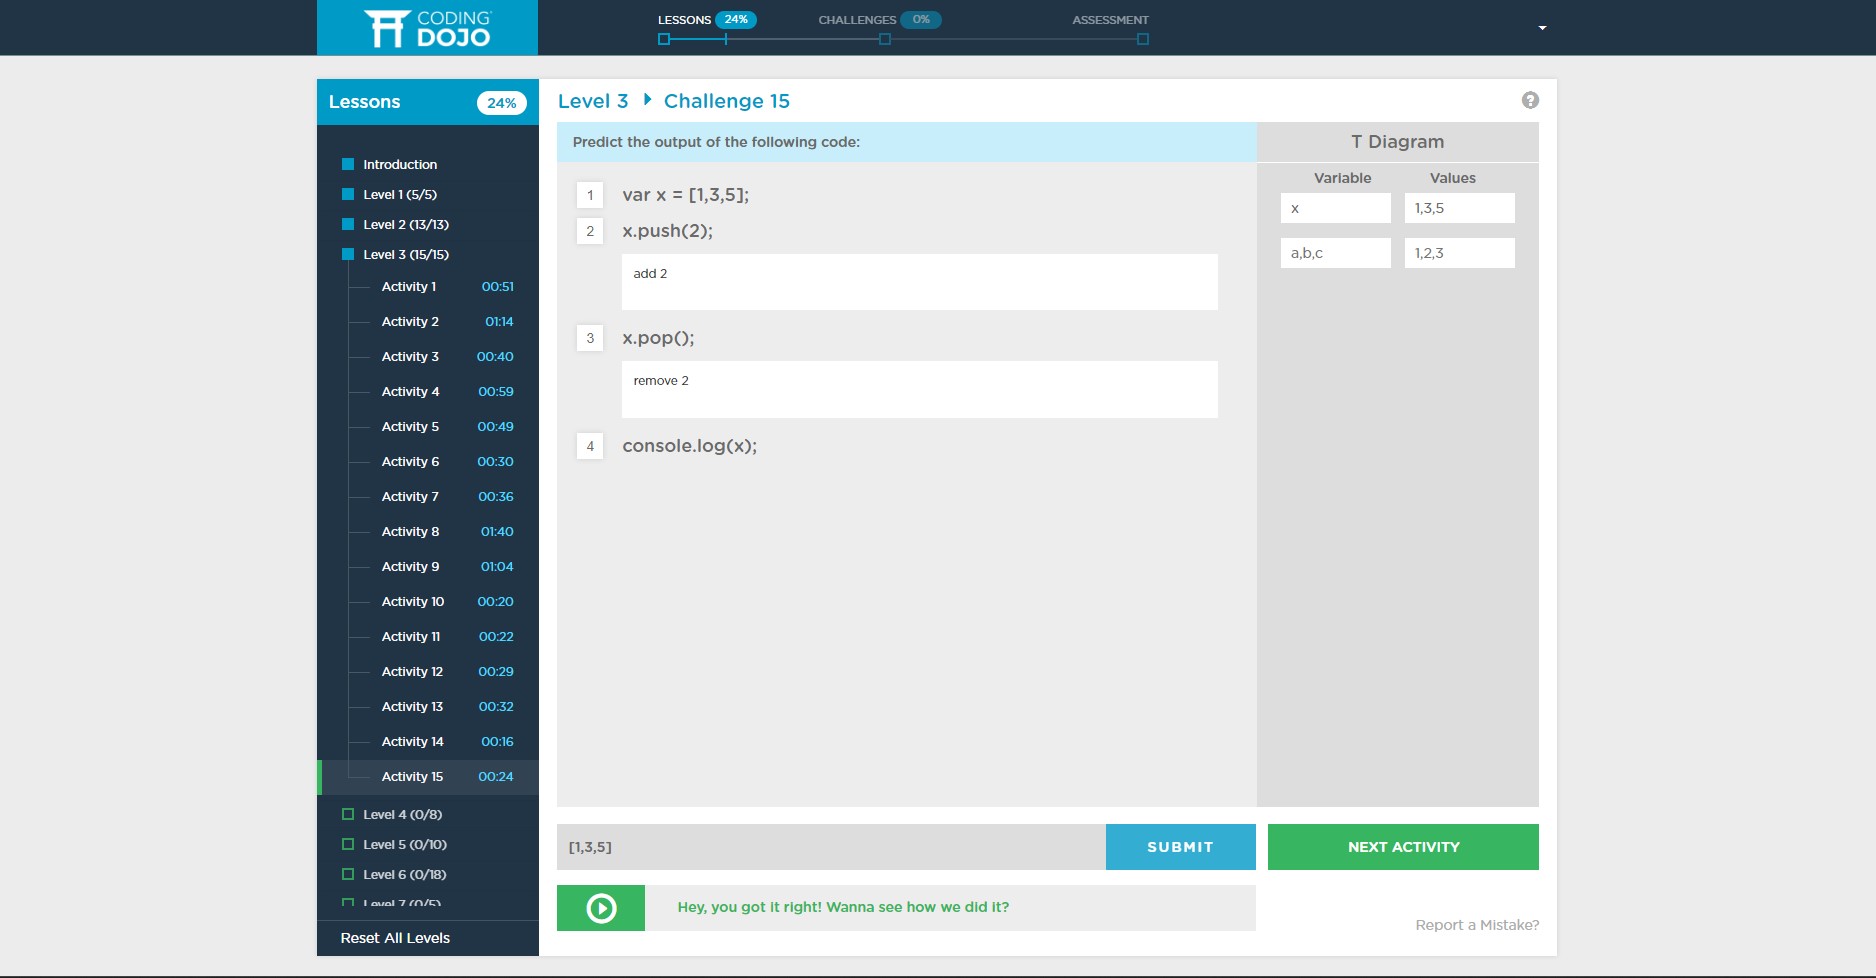 CODING
DOJO
LESSONS 24%
CHALLENGES 0%
ASSESSMENT
Lessons 24%
Introduction
Level 1 (5/5)
Level 2 (13/13)
Level 3 (15/15)
Activity 1 00:51
Activity 2 01:14
Activity 3 00:40
Activity 4 00:59
Activity 5 00:49
Activity 6 00:30
Activity 7 00:36
Activity 8 01:40
Activity 9 01:04
Activity 10 00:20
Activity 11 00:22
Activity 12 00:29
Activity 13 00:32
Activity 14 00:16
Activity 15 00:24
Level 4 (0/8)
Level 5 (0/10)
Level 6 (0/18)
Level 7 (0/5)
Reset All Levels
Level 3 Challenge 15
?
Predict the output of the following code:
1 var x = [1,3,5];
2 x.push(2);
add 2
3 x.pop();
remove 2
4 console.log(x);
T Diagram
Variable Values
x 1,3,5
a,b,c 1,2,3
[1,3,5]
SUBMIT
NEXT ACTIVITY
Hey, you got it right! Wanna see how we did it?
Report a Mistake?